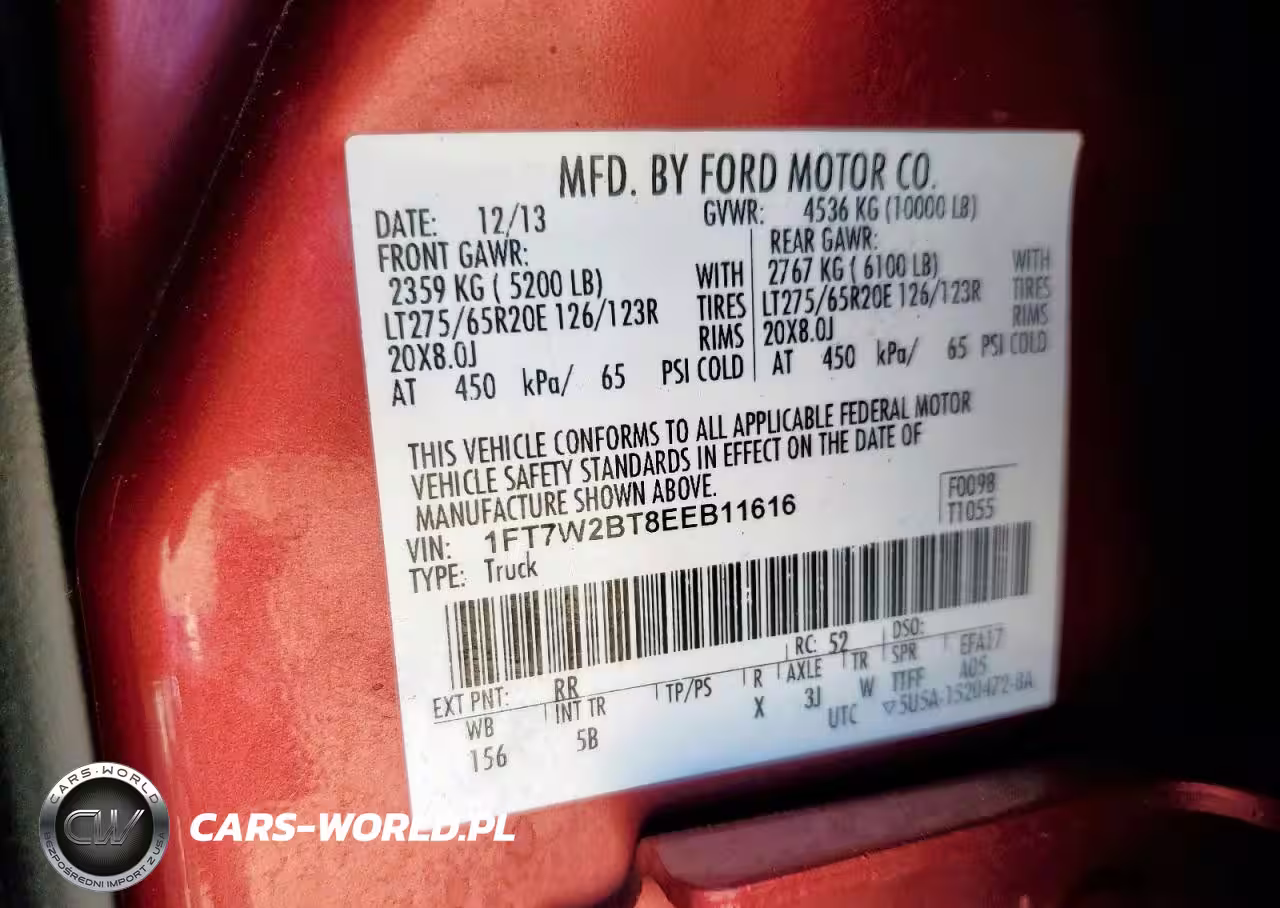 MFD. BY FORD MOTOR CO.
DATE: 12/13 GVWR: 4536 KG (10000 LB)
FRONT GAWR: REAR GAWR:
2359 KG ( 5200 LB) WITH 2767 KG ( 6100 LB) WITH
LT275/65R20E 126/123R TIRES LT275/65R20E 126/123R TIRES
20X8.0J RIMS 20X8.0J RIMS
AT 450 kPa/ 65 PSI COLD AT 450 kPa/ 65 PSI COLD
THIS VEHICLE CONFORMS TO ALL APPLICABLE FEDERAL MOTOR
VEHICLE SAFETY STANDARDS IN EFFECT ON THE DATE OF
MANUFACTURE SHOWN ABOVE.
F0098
VIN: 1FT7W2BT8EEB11616 T1055
TYPE: Truck
EXT PNT: RR RC: 52 DSO:
WB INT TR TP/PS R AXLE TR SPR EFA17
156 5B X 3J W TTFF A05
UTC ▽5USA-1520472-BA
CARS-WORLD
CW
BEZPOŚREDNI IMPORT Z USA
CARS-WORLD.PL